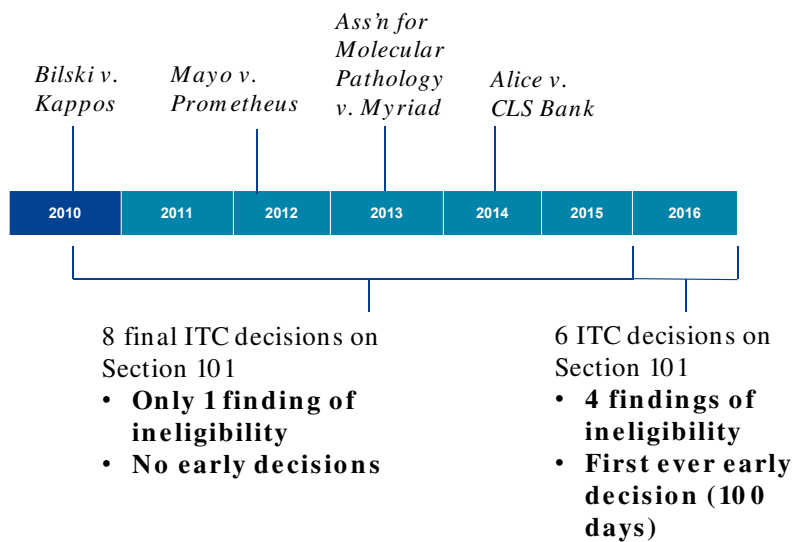 Bilski v.
Kappos
Mayo v.
Prometheus
Ass'n for
Molecular
Pathology
v. Myriad
Alice v.
CLS Bank
2010
2011
2012
2013
2014
2015
2016
8 final ITC decisions on
Section 101
• Only 1 finding of
ineligibility
• No early decisions
6 ITC decisions on
Section 101
• 4 findings of
ineligibility
• First ever early
decision (100
days)